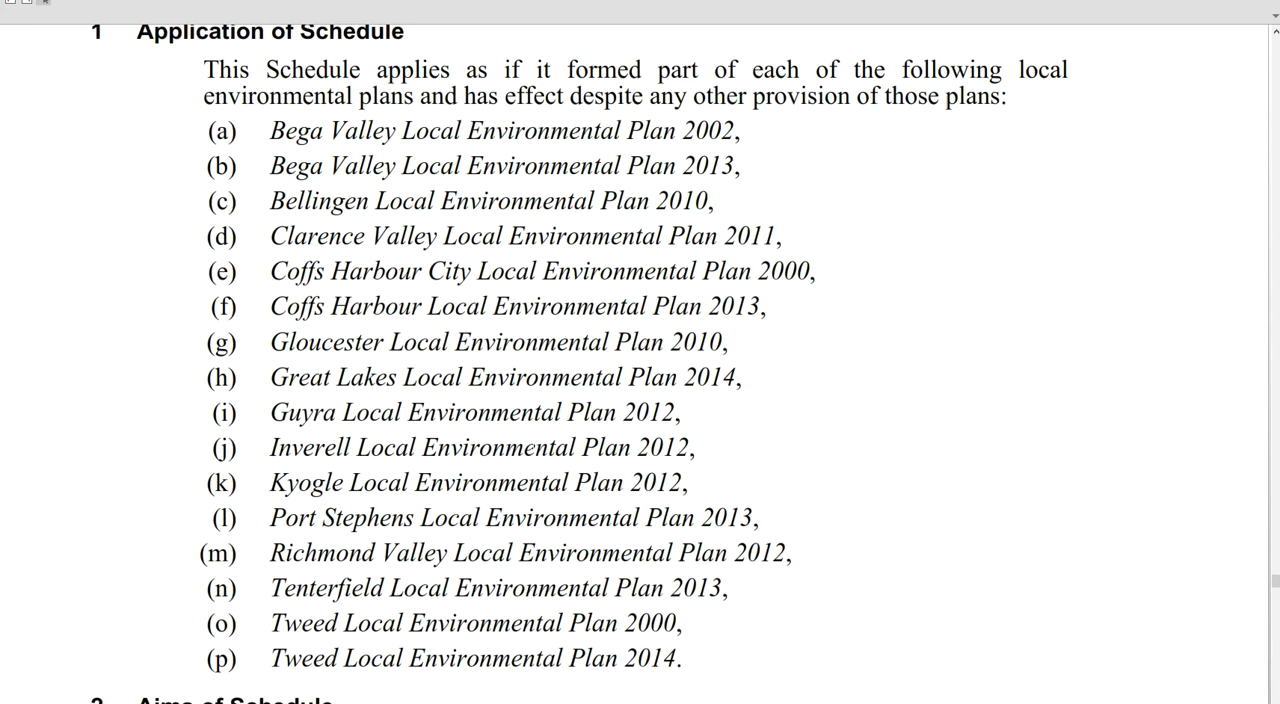 1 Application of Schedule
This Schedule applies as if it formed part of each of the following local
environmental plans and has effect despite any other provision of those plans:
(a) Bega Valley Local Environmental Plan 2002,
(b) Bega Valley Local Environmental Plan 2013,
(c) Bellingen Local Environmental Plan 2010,
(d) Clarence Valley Local Environmental Plan 2011,
(e) Coffs Harbour City Local Environmental Plan 2000,
(f) Coffs Harbour Local Environmental Plan 2013,
(g) Gloucester Local Environmental Plan 2010,
(h) Great Lakes Local Environmental Plan 2014,
(i) Guyra Local Environmental Plan 2012,
(j) Inverell Local Environmental Plan 2012,
(k) Kyogle Local Environmental Plan 2012,
(l) Port Stephens Local Environmental Plan 2013,
(m) Richmond Valley Local Environmental Plan 2012,
(n) Tenterfield Local Environmental Plan 2013,
(o) Tweed Local Environmental Plan 2000,
(p) Tweed Local Environmental Plan 2014.
2 Aims of Schedule